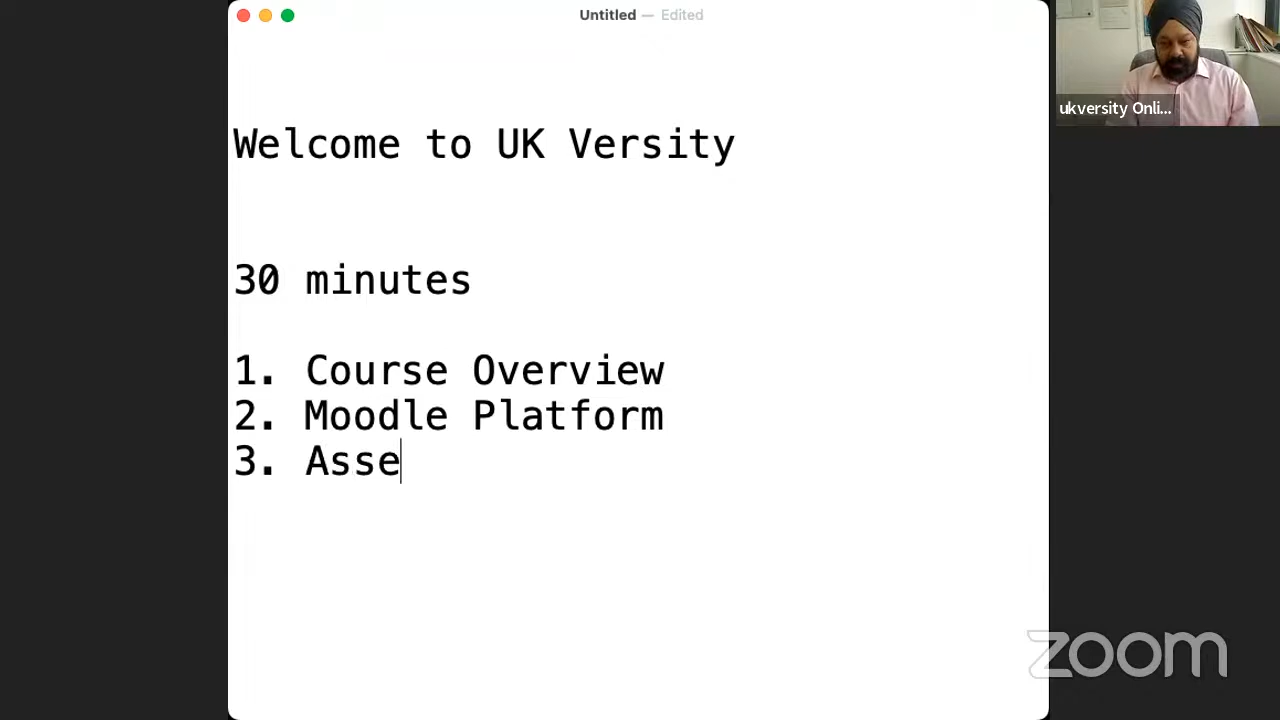 Untitled — Edited
ukversity Onli...
Welcome to UK Versity
30 minutes
1. Course Overview
2. Moodle Platform
3. Asse
zoom